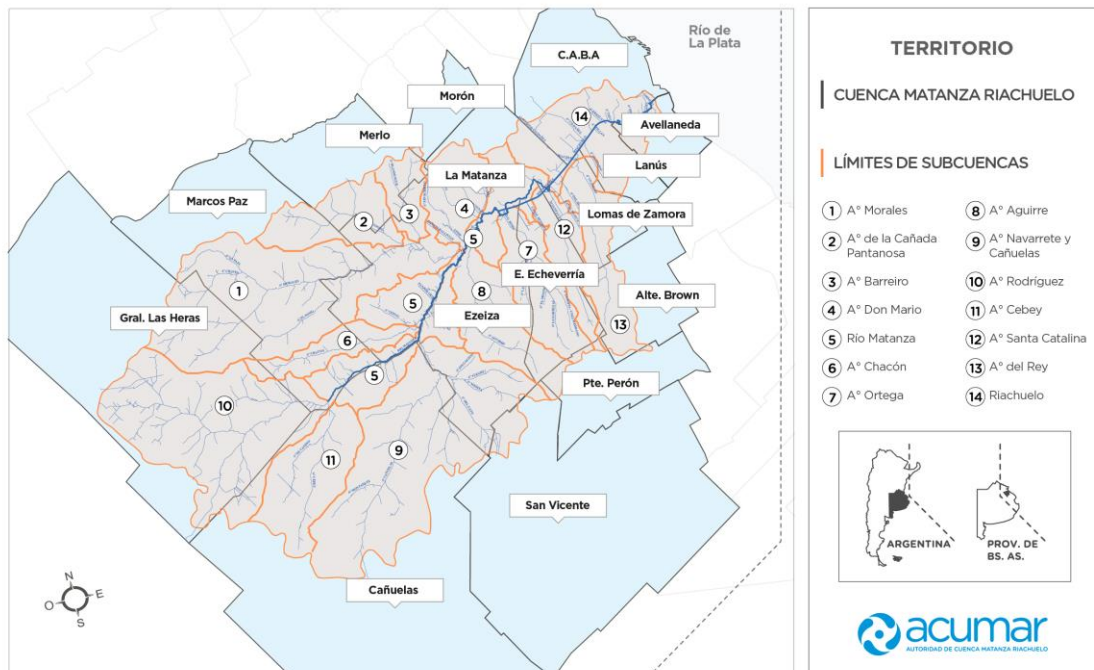 Río de
La Plata
C.A.B.A
Morón
Avellaneda
Merlo
Lanús
La Matanza
Marcos Paz
Lomas de Zamora
E. Echeverría
Alte. Brown
Gral. Las Heras
Ezeiza
Pte. Perón
San Vicente
Cañuelas
14
3
4
2
5
12
7
1
5
8
13
6
5
10
9
11
N
O
E
S
TERRITORIO
CUENCA MATANZA RIACHUELO
LÍMITES DE SUBCUENCAS
1 A° Morales
2 A° de la Cañada
Pantanosa
3 A° Barreiro
4 A° Don Mario
5 Río Matanza
6 A° Chacón
7 A° Ortega
8 A° Aguirre
9 A° Navarrete y
Cañuelas
10 A° Rodríguez
11 A° Cebey
12 A° Santa Catalina
13 A° del Rey
14 Riachuelo
ARGENTINA
PROV. DE
BS. AS.
acumar
AUTORIDAD DE CUENCA MATANZA RIACHUELO